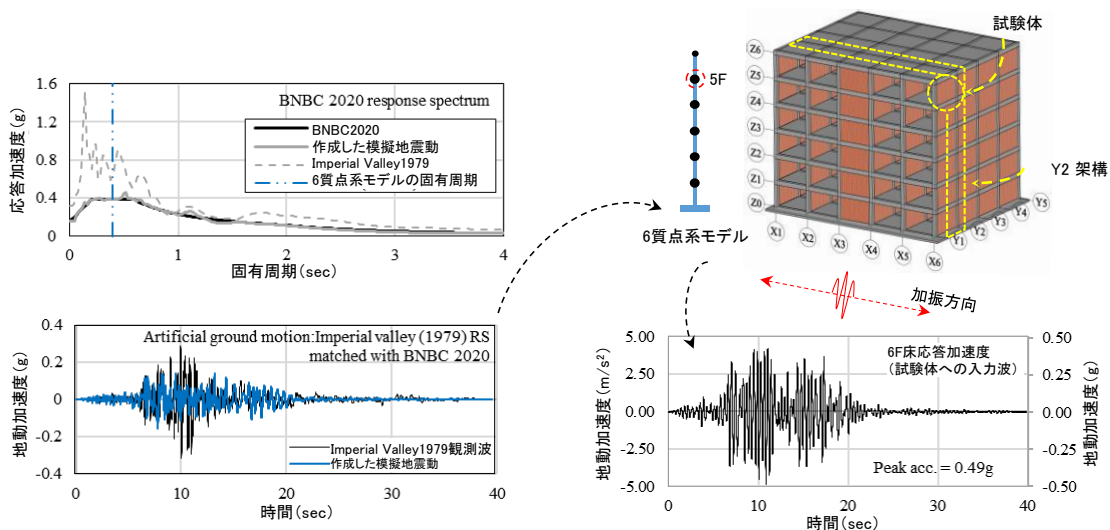 BNBC 2020 response spectrum
BNBC2020
作成した模擬地震動
Imperial Valley1979
6質点系モデルの固有周期
応答加速度(g)
1.6
1.2
0.8
0.4
0
0
1
2
3
4
固有周期(sec)
5F
6質点系モデル
試験体
Y2 架構
Z6
Z5
Z4
Z3
Z2
Z1
Z0
X1
X2
X3
X4
X5
X6
Y1
Y2
Y3
Y4
Y5
加振方向
Artificial ground motion:Imperial valley (1979) RS
matched with BNBC 2020
Imperial Valley1979観測波
作成した模擬地震動
地動加速度(g)
0.4
0.2
0
-0.2
-0.4
0
10
20
30
40
時間(sec)
6F床応答加速度
(試験体への入力波)
Peak acc. = 0.49g
地動加速度(m/s²)
5.00
2.50
0.00
-2.50
-5.00
0.50
0.25
0.00
-0.25
-0.50
地動加速度(g)
0
10
20
30
40
時間(sec)